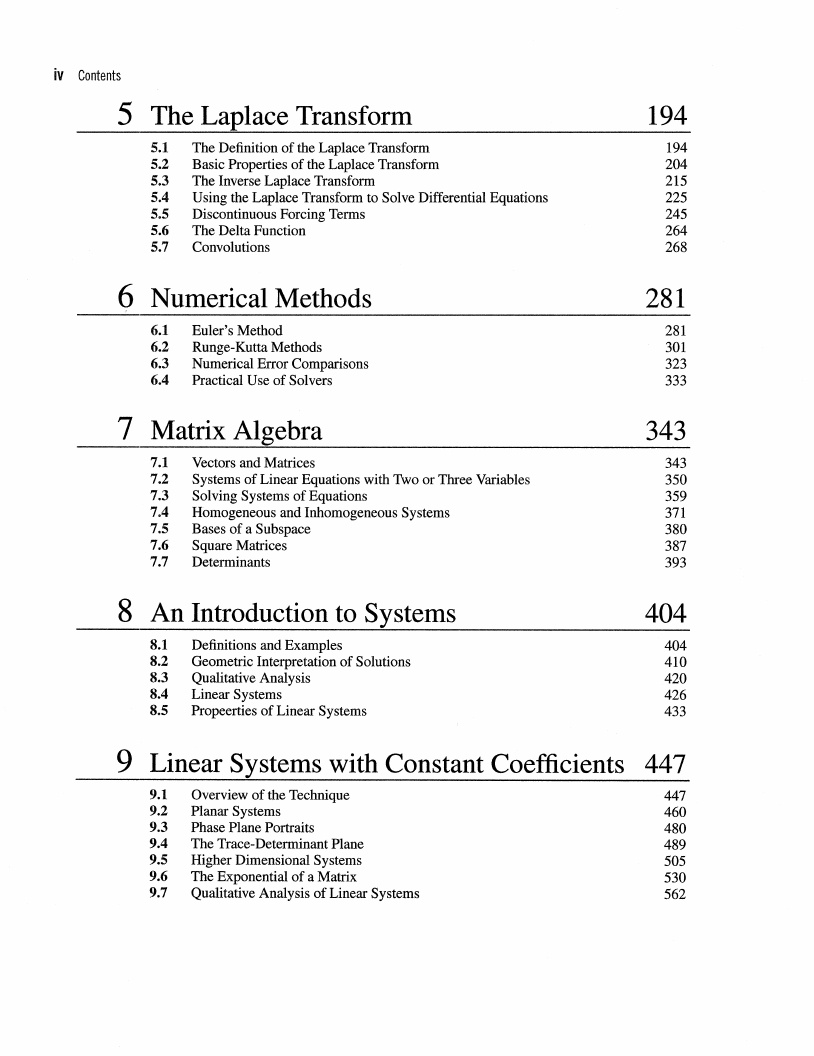 iv Contents
5 The Laplace Transform 194
5.1 The Definition of the Laplace Transform 194
5.2 Basic Properties of the Laplace Transform 204
5.3 The Inverse Laplace Transform 215
5.4 Using the Laplace Transform to Solve Differential Equations 225
5.5 Discontinuous Forcing Terms 245
5.6 The Delta Function 264
5.7 Convolutions 268
6 Numerical Methods 281
6.1 Euler's Method 281
6.2 Runge-Kutta Methods 301
6.3 Numerical Error Comparisons 323
6.4 Practical Use of Solvers 333
7 Matrix Algebra 343
7.1 Vectors and Matrices 343
7.2 Systems of Linear Equations with Two or Three Variables 350
7.3 Solving Systems of Equations 359
7.4 Homogeneous and Inhomogeneous Systems 371
7.5 Bases of a Subspace 380
7.6 Square Matrices 387
7.7 Determinants 393
8 An Introduction to Systems 404
8.1 Definitions and Examples 404
8.2 Geometric Interpretation of Solutions 410
8.3 Qualitative Analysis 420
8.4 Linear Systems 426
8.5 Propeerties of Linear Systems 433
9 Linear Systems with Constant Coefficients 447
9.1 Overview of the Technique 447
9.2 Planar Systems 460
9.3 Phase Plane Portraits 480
9.4 The Trace-Determinant Plane 489
9.5 Higher Dimensional Systems 505
9.6 The Exponential of a Matrix 530
9.7 Qualitative Analysis of Linear Systems 562